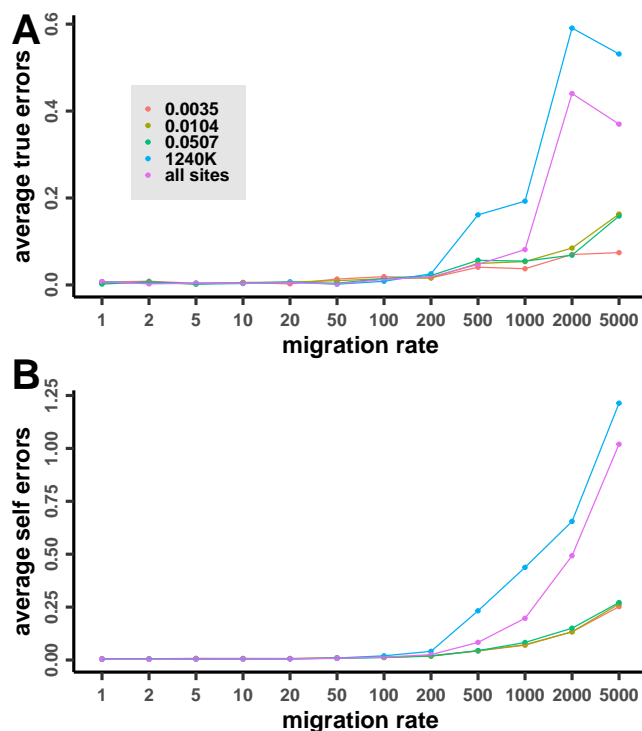 A
average true errors
0.6
0.4
0.2
0.0
0.0035
0.0104
0.0507
1240K
all sites
1 2 5 10 20 50 100 200 500 1000 2000 5000
migration rate
B
average self errors
1.25
1.00
0.75
0.50
0.25
0.00
1 2 5 10 20 50 100 200 500 1000 2000 5000
migration rate